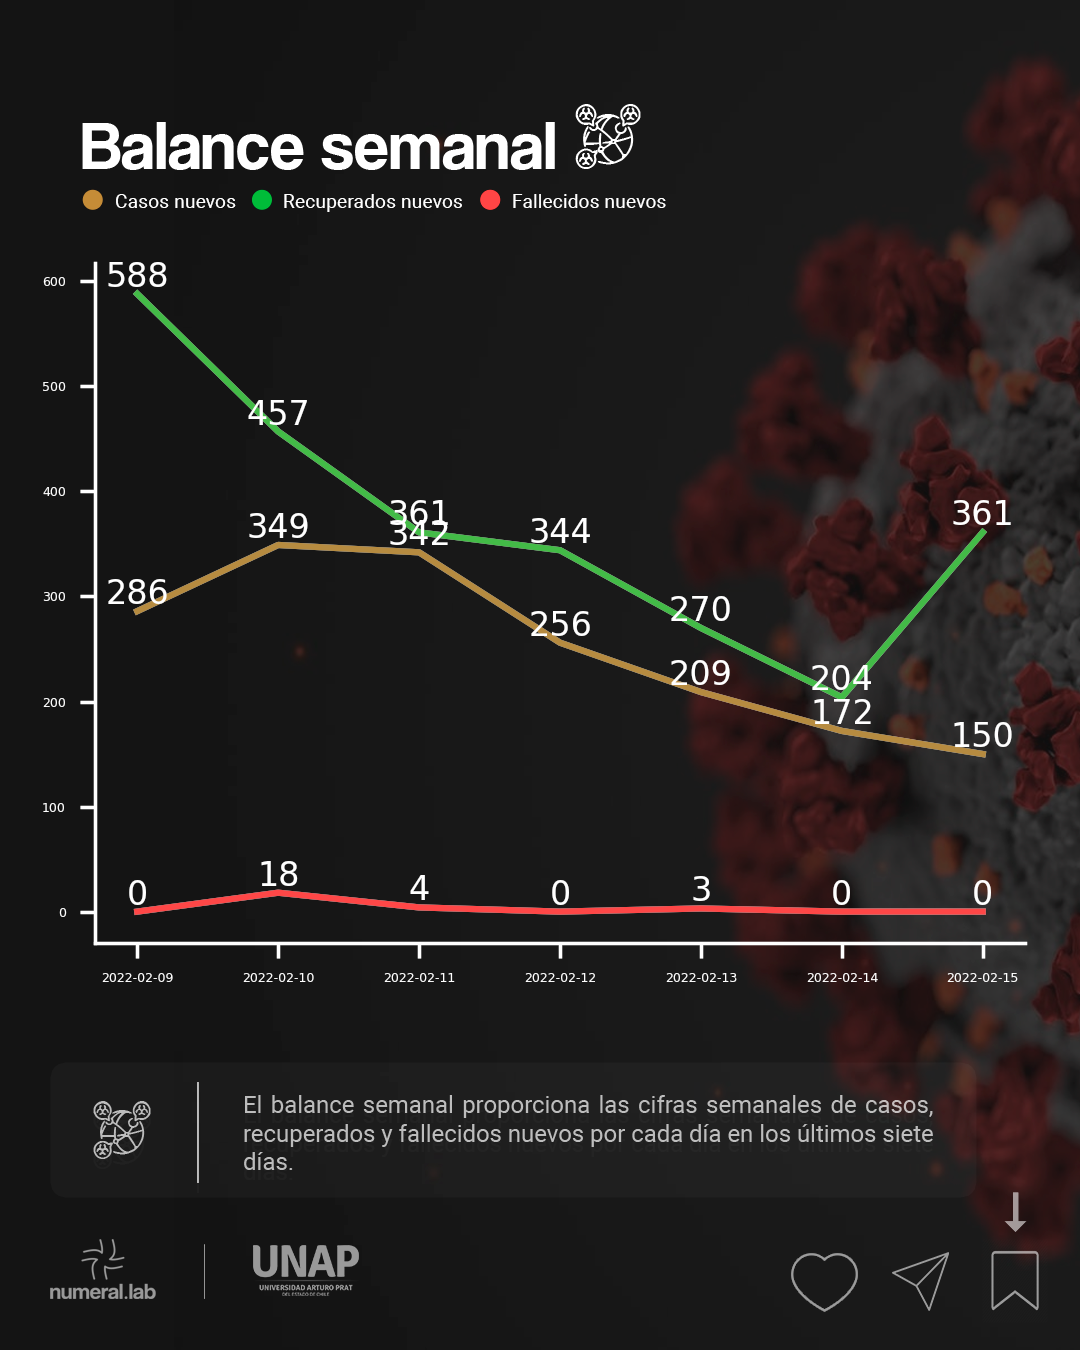 Balance semanal
Casos nuevos Recuperados nuevos Fallecidos nuevos
600
500
400
300
200
100
0
588
457
361
344
270
204
361
286
349
342
256
209
172
150
0
18
4
0
3
0
0
2022-02-09 2022-02-10 2022-02-11 2022-02-12 2022-02-13 2022-02-14 2022-02-15
El balance semanal proporciona las cifras semanales de casos,
recuperados y fallecidos nuevos por cada día en los últimos siete
días.
numeral.lab
UNAP
UNIVERSIDAD ARTURO PRAT
DEL ESTADO DE CHILE